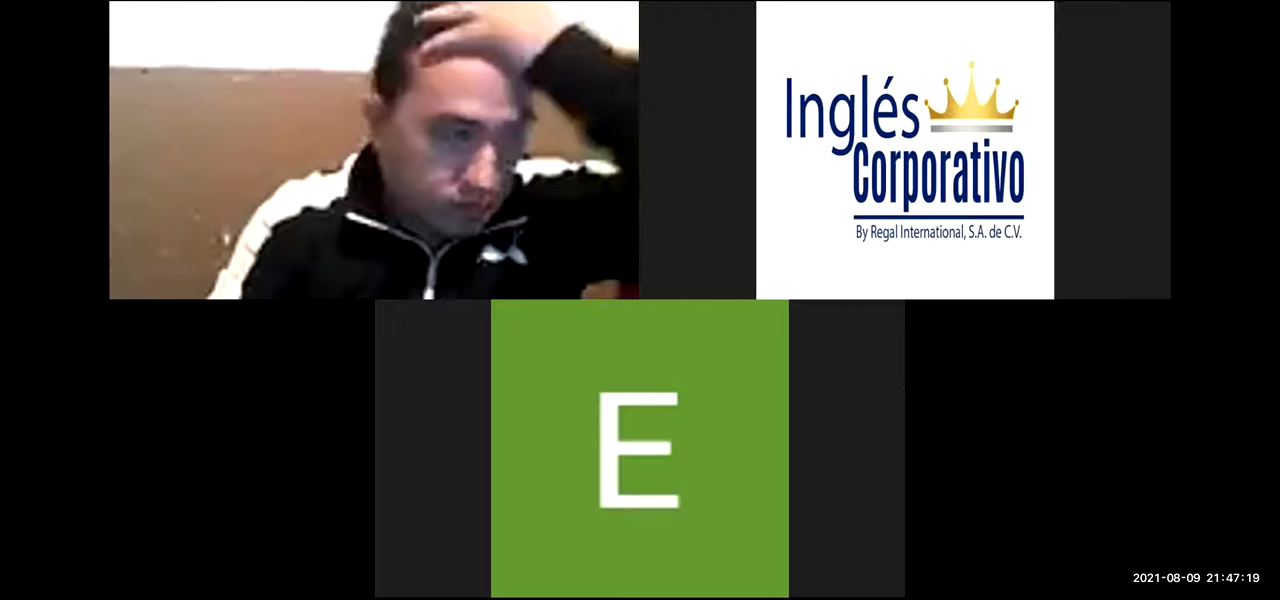 Inglés
Corporativo
By Regal International, S.A. de C.V.
E
2021-08-09 21:47:19